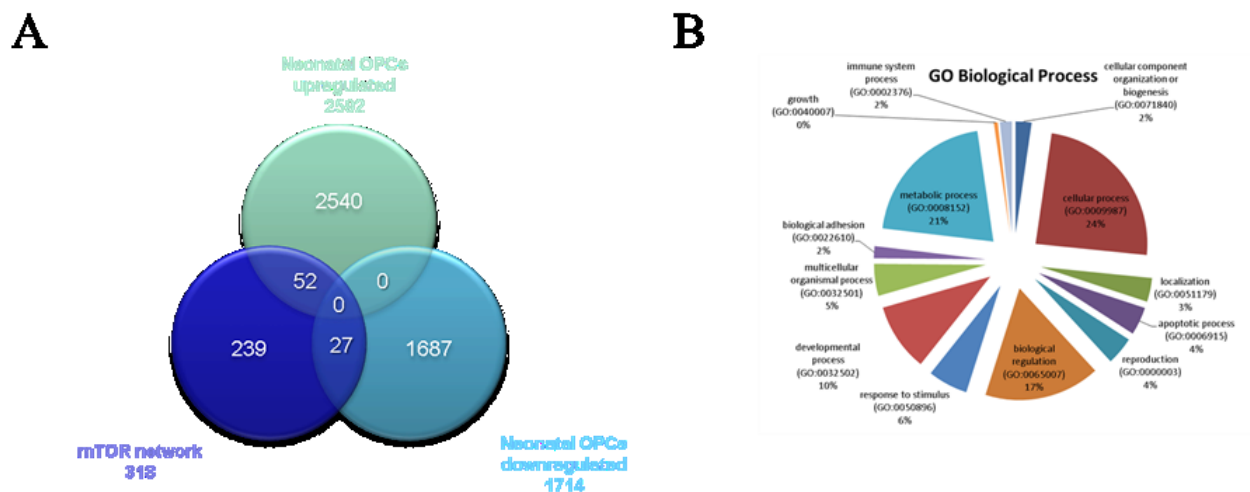 A
Neonatal OPCs
upregulated
2592
2540
52
0
0
239
27
1687
mTOR network
318
Neonatal OPCs
downregulated
1714
B
GO Biological Process
immune system
process
(GO:0002376)
2%
cellular component
organization or
biogenesis
(GO:0071840)
2%
growth
(GO:0040007)
0%
metabolic process
(GO:0008152)
21%
cellular process
(GO:0009987)
24%
biological adhesion
(GO:0022610)
2%
multicellular
organismal process
(GO:0032501)
5%
localization
(GO:0051179)
3%
apoptotic process
(GO:0006915)
4%
reproduction
(GO:0000003)
4%
developmental
process
(GO:0032502)
10%
biological
regulation
(GO:0065007)
17%
response to stimulus
(GO:0050896)
6%